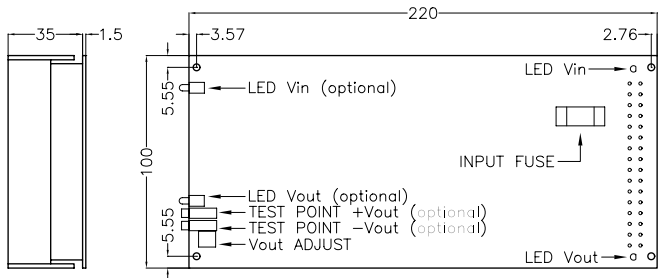 220
35
1.5
3.57
2.76
5.55
LED Vin
LED Vin (optional)
100
INPUT FUSE
LED Vout (optional)
TEST POINT +Vout (optional)
TEST POINT −Vout (optional)
5.55
Vout ADJUST
LED Vout